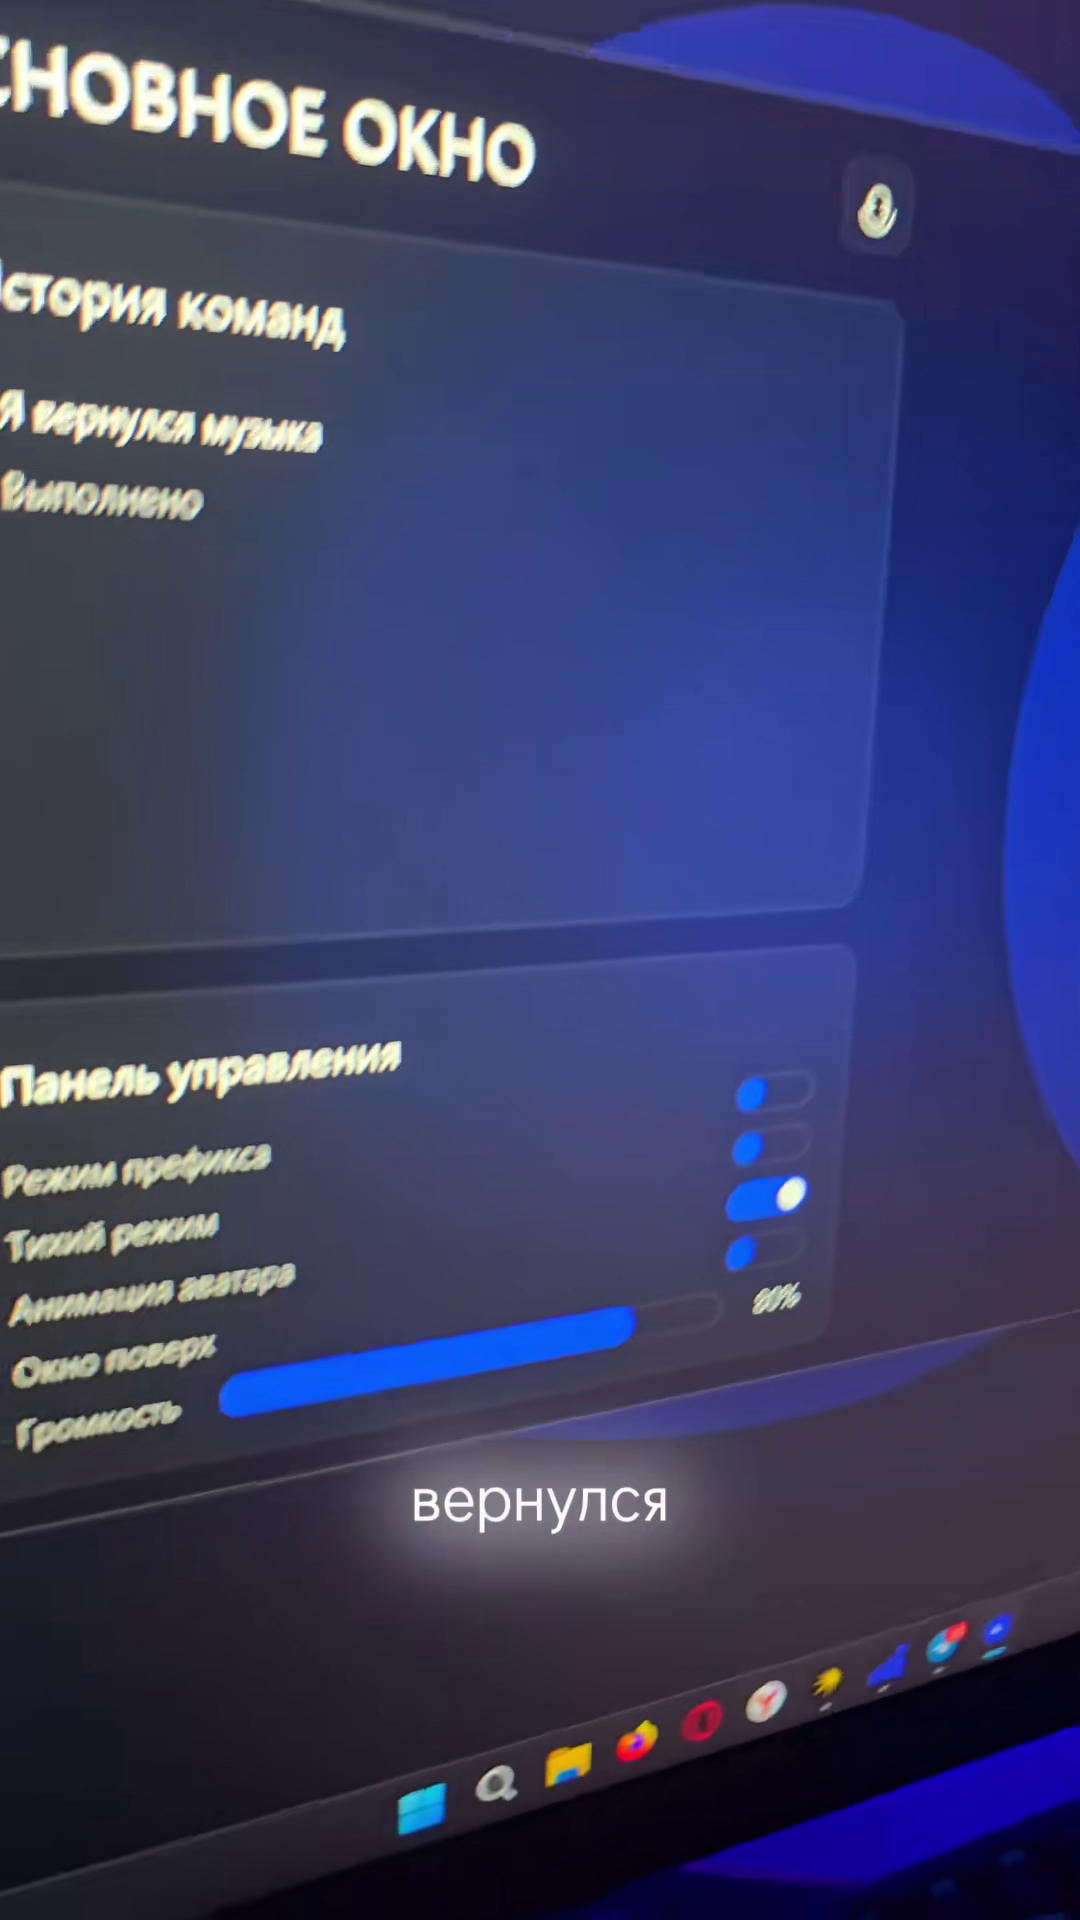 СНОВНОЕ ОКНО
стория команд
Я вернулся музыка
Выполнено
Панель управления
Режим префикса
Тихий режим
Анимация аватара
Окно поверх
80%
Громкость
вернулся